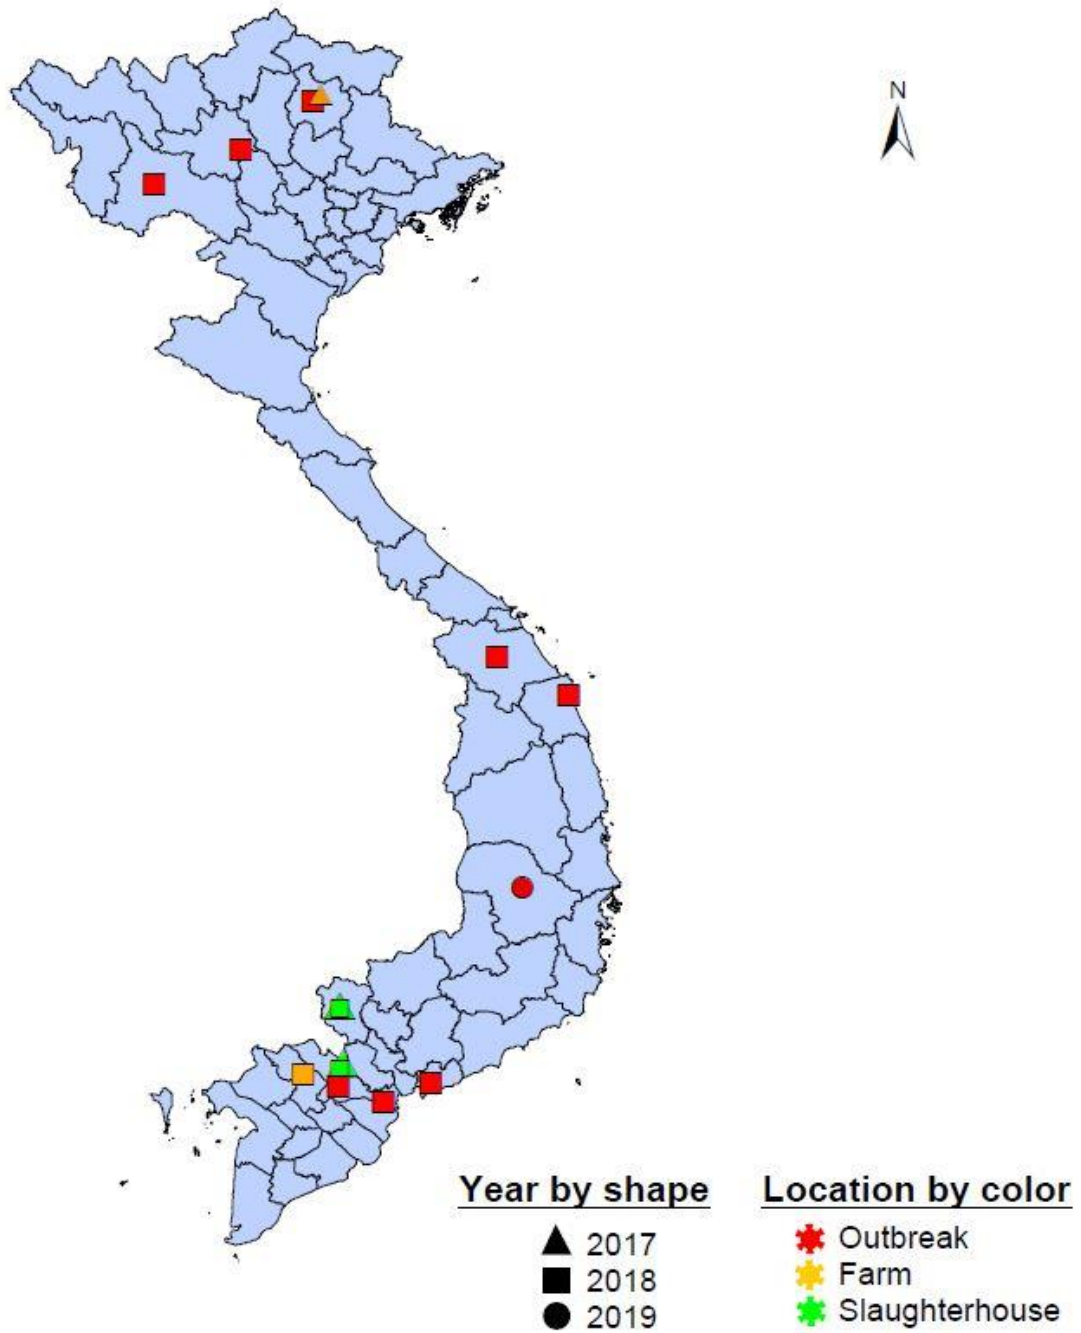 N
Year by shape
2017
2018
2019
Location by color
Outbreak
Farm
Slaughterhouse